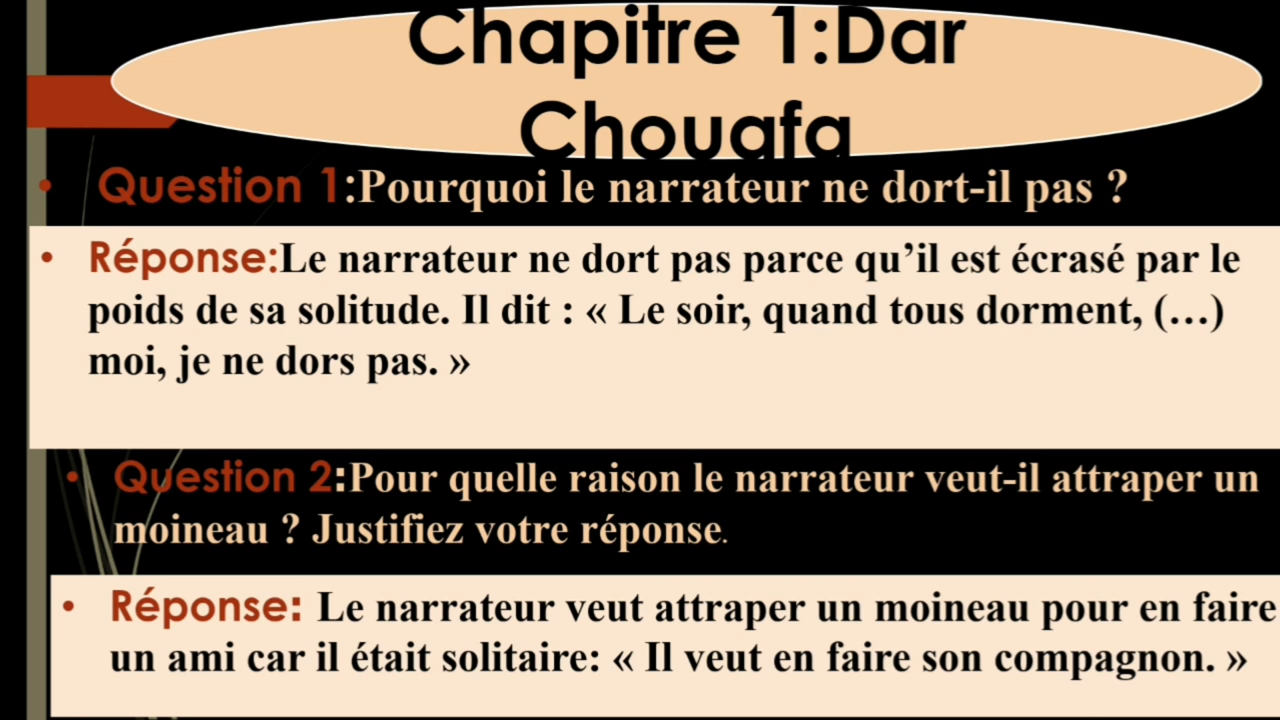 Chapitre 1:Dar
Chouafa
• Question 1:Pourquoi le narrateur ne dort-il pas ?
• Réponse:Le narrateur ne dort pas parce qu’il est écrasé par le
poids de sa solitude. Il dit : « Le soir, quand tous dorment, (…)
moi, je ne dors pas. »
• Question 2:Pour quelle raison le narrateur veut-il attraper un
moineau ? Justifiez votre réponse.
• Réponse: Le narrateur veut attraper un moineau pour en faire
un ami car il était solitaire: « Il veut en faire son compagnon. »